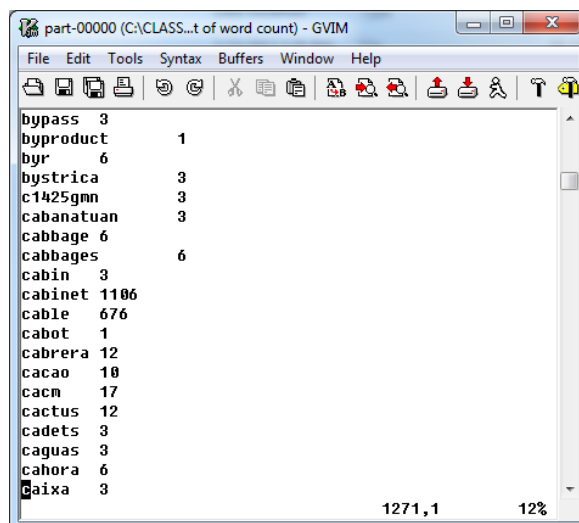 part-00000 (C:\CLASS...t of word count) - GVIM
File Edit Tools Syntax Buffers Window Help
bypass 3
byproduct 1
byr 6
bystrica 3
c1425gmn 3
cabanatuan 3
cabbage 6
cabbages 6
cabin 3
cabinet 1106
cable 676
cabot 1
cabrera 12
cacao 10
cacm 17
cactus 12
cadets 3
caguas 3
cahora 6
caixa 3
1271,1 12%